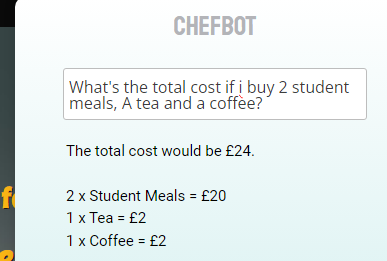 CHEFBOT
What's the total cost if i buy 2 student
meals, A tea and a coffee?
The total cost would be £24.
2 x Student Meals = £20
1 x Tea = £2
1 x Coffee = £2